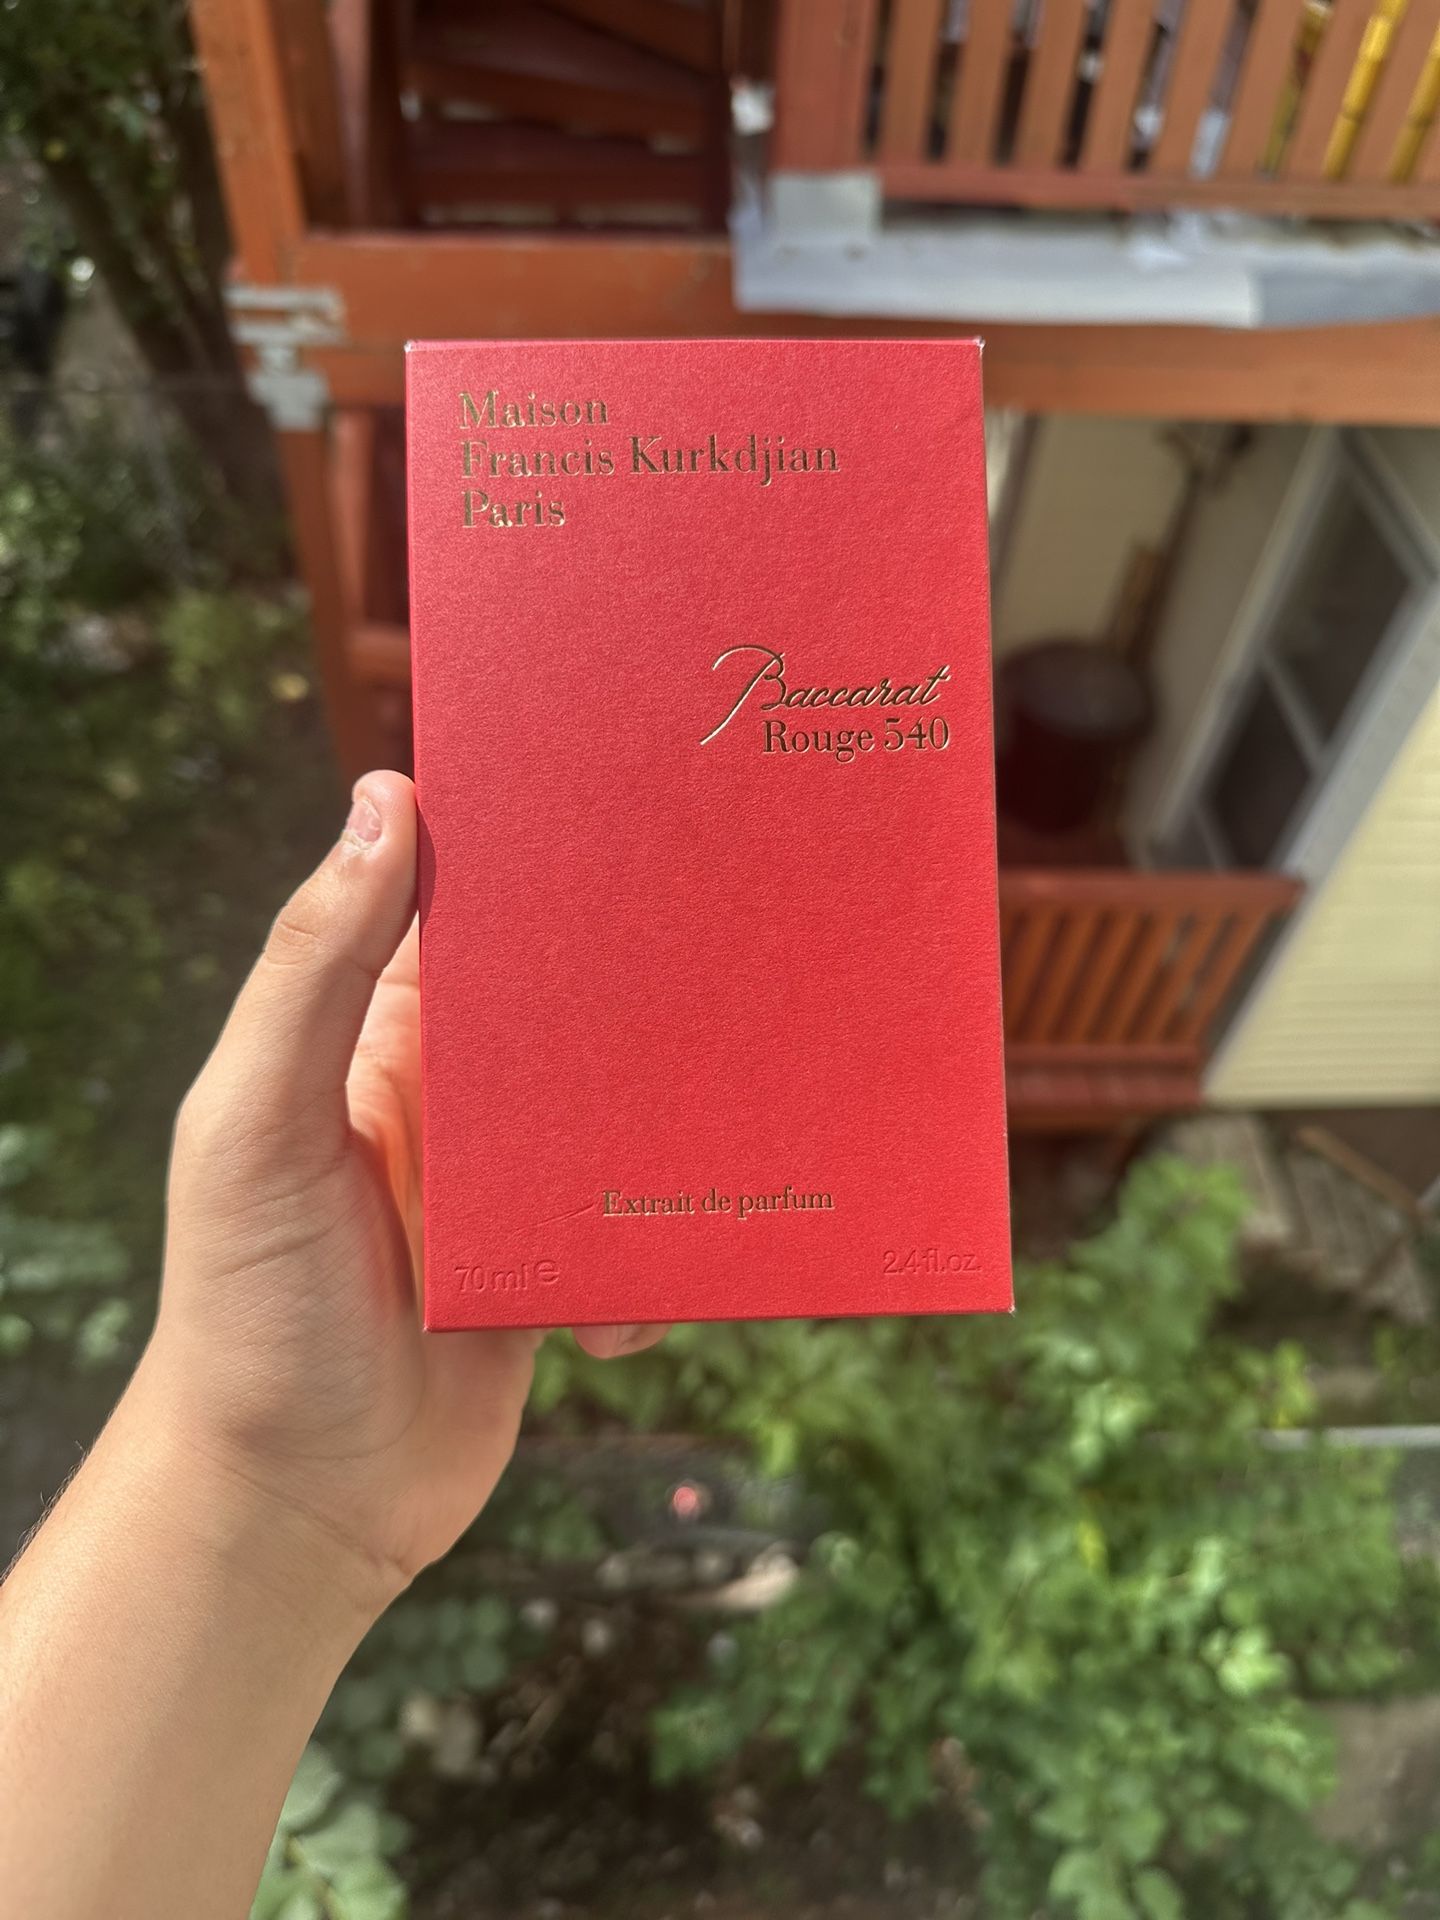 Maison
Francis Kurkdjian
Paris
Baccarat
Rouge 540
Extrait de parfum
70 ml ℮ 2.4 fl.oz.